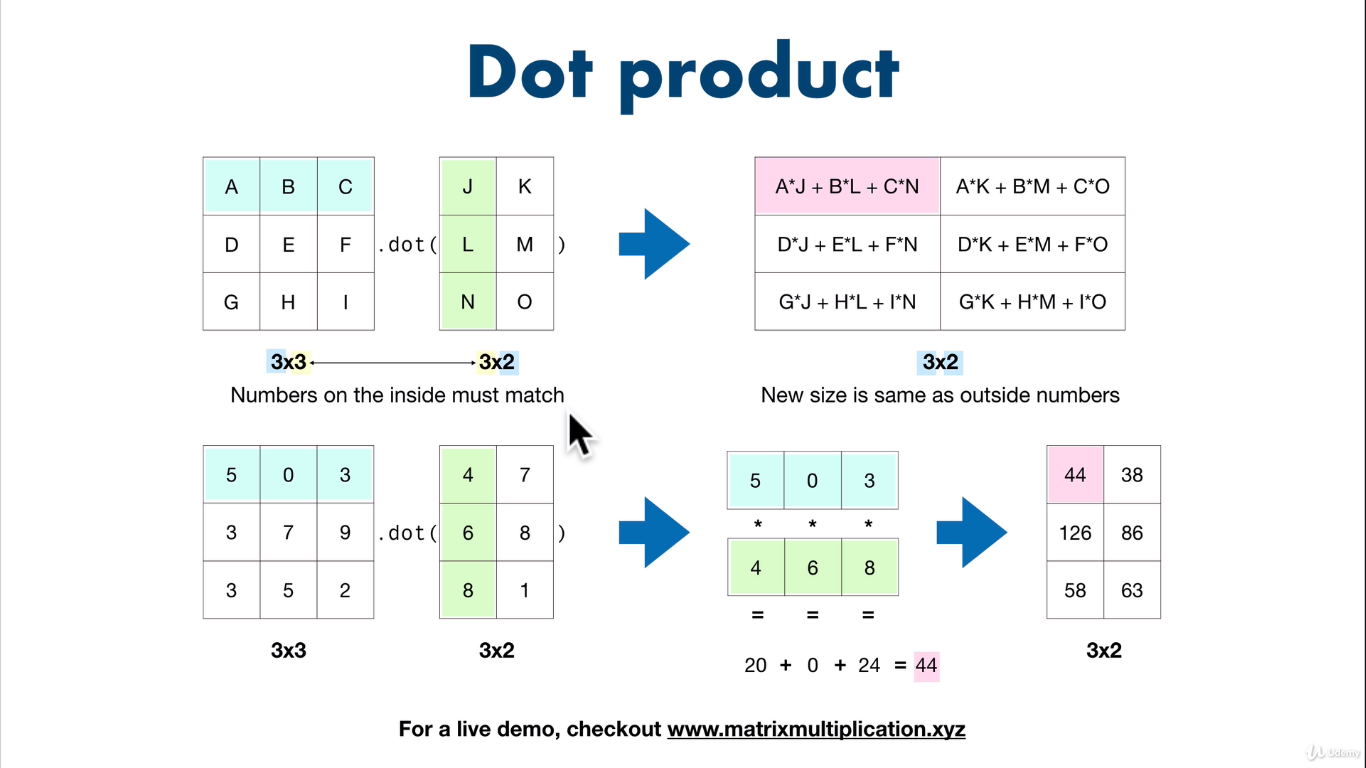 Dot product
A B C
D E F
G H I
.dot(
J K
L M
N O
)
A*J + B*L + C*N A*K + B*M + C*O
D*J + E*L + F*N D*K + E*M + F*O
G*J + H*L + I*N G*K + H*M + I*O
3x3 3x2
Numbers on the inside must match
3x2
New size is same as outside numbers
5 0 3
3 7 9
3 5 2
.dot(
4 7
6 8
8 1
)
3x3 3x2
5 0 3
* * *
4 6 8
= = =
20 + 0 + 24 = 44
44 38
126 86
58 63
3x2
For a live demo, checkout www.matrixmultiplication.xyz
Udemy